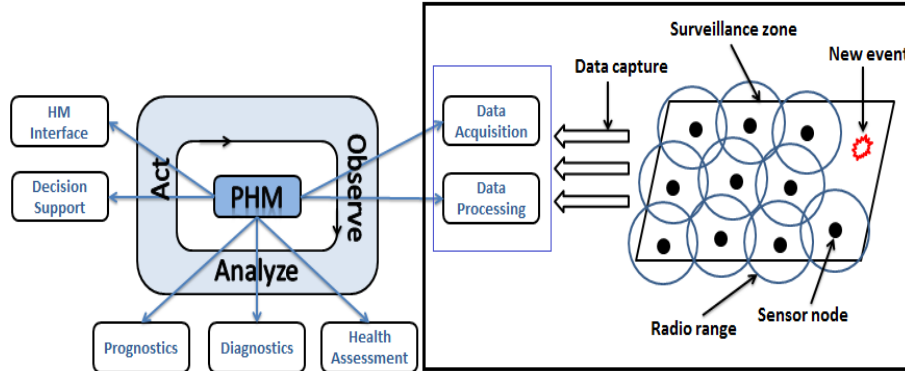 Surveillance zone
New event
Data capture
HM
Interface
Decision
Support
Act
PHM
Observe
Analyze
Data
Acquisition
Data
Processing
Prognostics
Diagnostics
Health
Assessment
Radio range
Sensor node